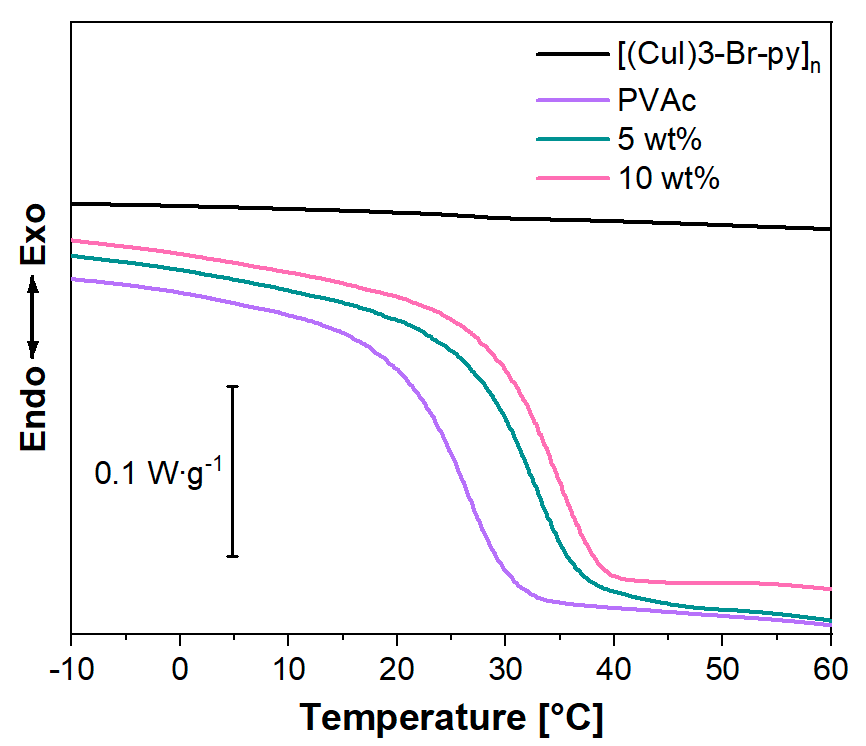 [(CuI)3-Br-py]n
PVAc
5 wt%
10 wt%
Endo ↔ Exo
0.1 W·g-1
-10 0 10 20 30 40 50 60
Temperature [°C]